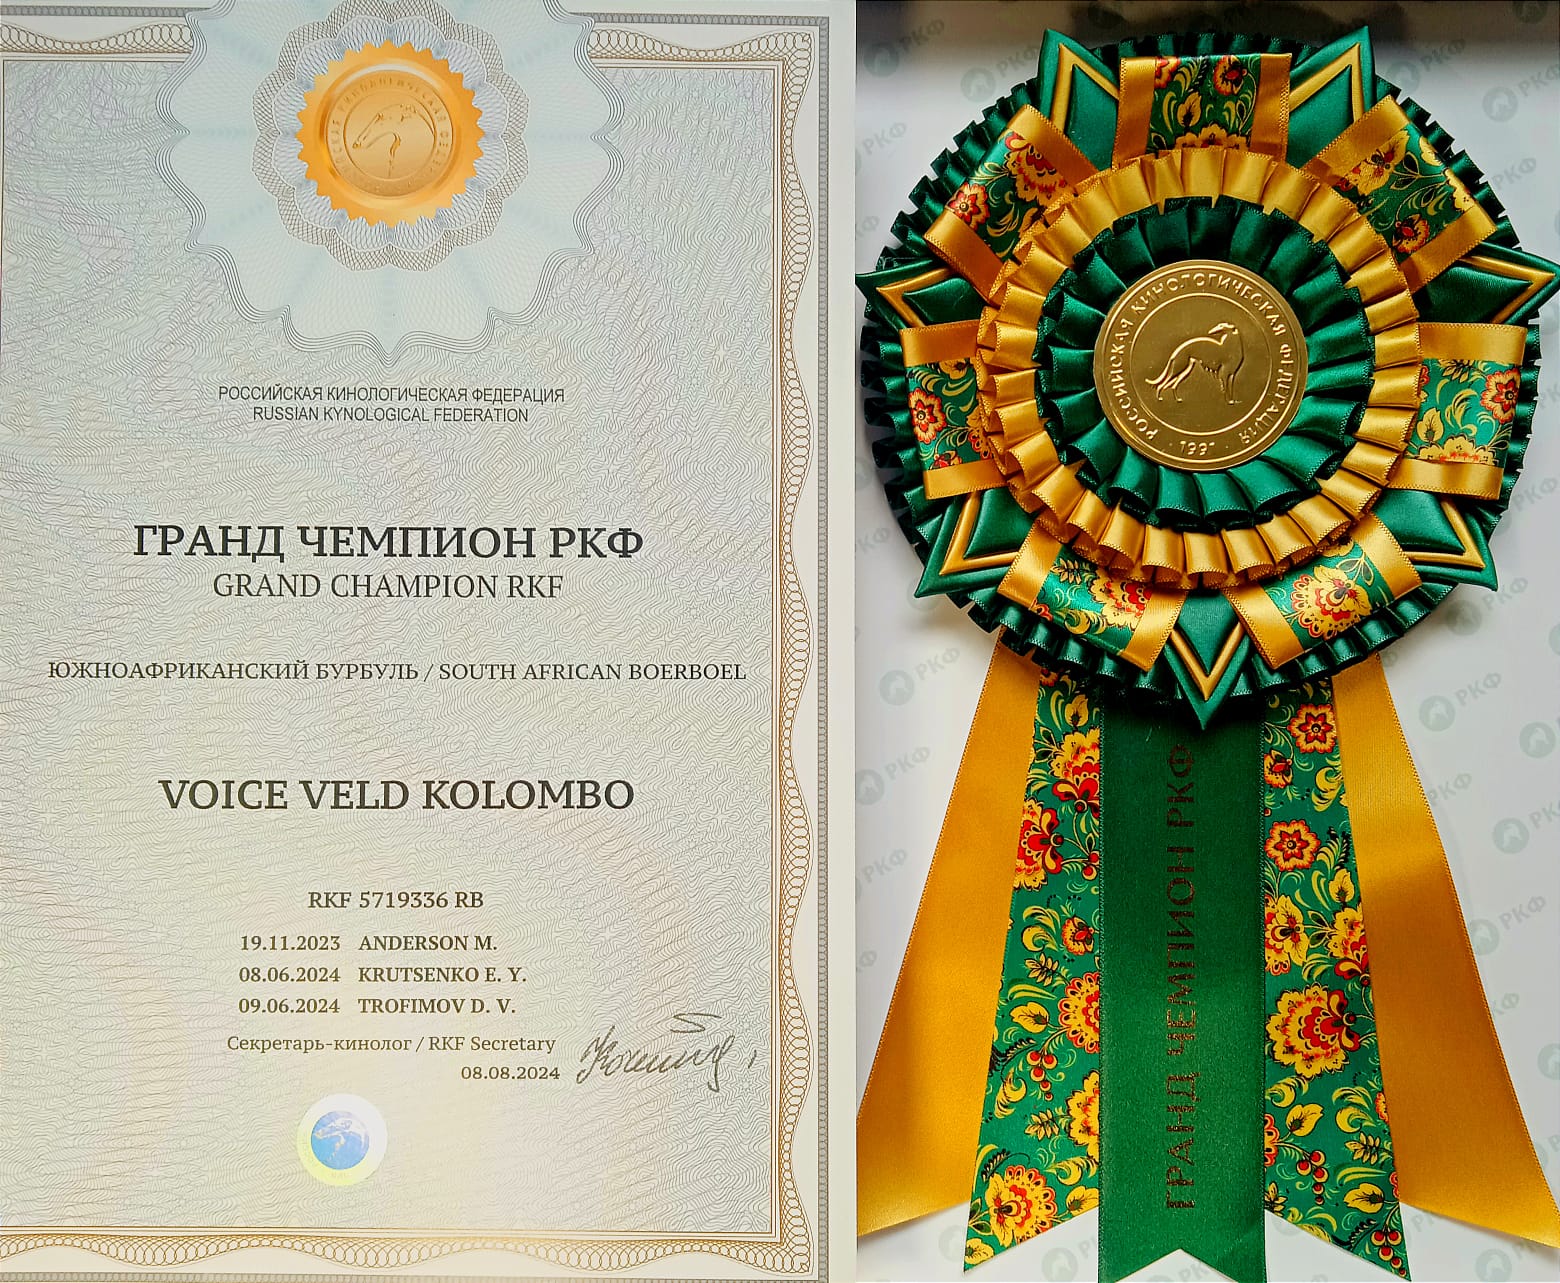 РОССИЙСКАЯ КИНОЛОГИЧЕСКАЯ ФЕДЕРАЦИЯ
RUSSIAN KYNOLOGICAL FEDERATION
ГРАНД ЧЕМПИОН РКФ
GRAND CHAMPION RKF
ЮЖНОАФРИКАНСКИЙ БУРБУЛЬ / SOUTH AFRICAN BOERBOEL
VOICE VELD KOLOMBO
RKF 5719336 RB
19.11.2023 ANDERSON M.
08.06.2024 KRUTSENKO E. Y.
09.06.2024 TROFIMOV D. V.
Секретарь-кинолог / RKF Secretary
08.08.2024
РОССИЙСКАЯ КИНОЛОГИЧЕСКАЯ ФЕДЕРАЦИЯ
· 1991 ·
ГРАНД ЧЕМПИОН РКФ
РКФ